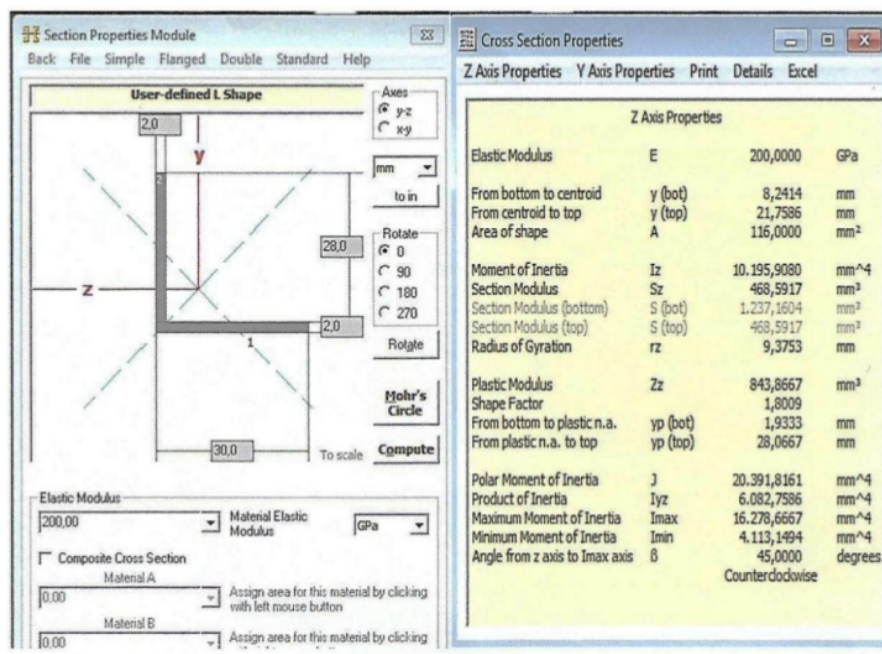 Section Properties Module
Back File Simple Flanged Double Standard Help
User-defined L Shape
Axes
y-z
x-y
2,0
y
2
mm
to in
28,0
Rotate
0
90
180
270
z
2,0
1
Rotate
Mohr's
Circle
30,0
To scale
Compute
Elastic Modulus
200,00
Material Elastic
Modulus
GPa
Composite Cross Section
Material A
0,00
Assign area for this material by clicking
with left mouse button
Material B
0,00
Assign area for this material by clicking
Cross Section Properties
Z Axis Properties Y Axis Properties Print Details Excel
Z Axis Properties
Elastic Modulus E 200,0000 GPa
From bottom to centroid y (bot) 8,2414 mm
From centroid to top y (top) 21,7586 mm
Area of shape A 116,0000 mm²
Moment of Inertia Iz 10.195,9080 mm^4
Section Modulus Sz 468,5917 mm³
Section Modulus (bottom) S (bot) 1.237,1604 mm³
Section Modulus (top) S (top) 468,5917 mm³
Radius of Gyration rz 9,3753 mm
Plastic Modulus Zz 843,8667 mm³
Shape Factor 1,8009
From bottom to plastic n.a. yp (bot) 1,9333 mm
From plastic n.a. to top yp (top) 28,0667 mm
Polar Moment of Inertia J 20.391,8161 mm^4
Product of Inertia Iyz 6.082,7586 mm^4
Maximum Moment of Inertia Imax 16.278,6667 mm^4
Minimum Moment of Inertia Imin 4.113,1494 mm^4
Angle from z axis to Imax axis β 45,0000 degrees
Counterclockwise